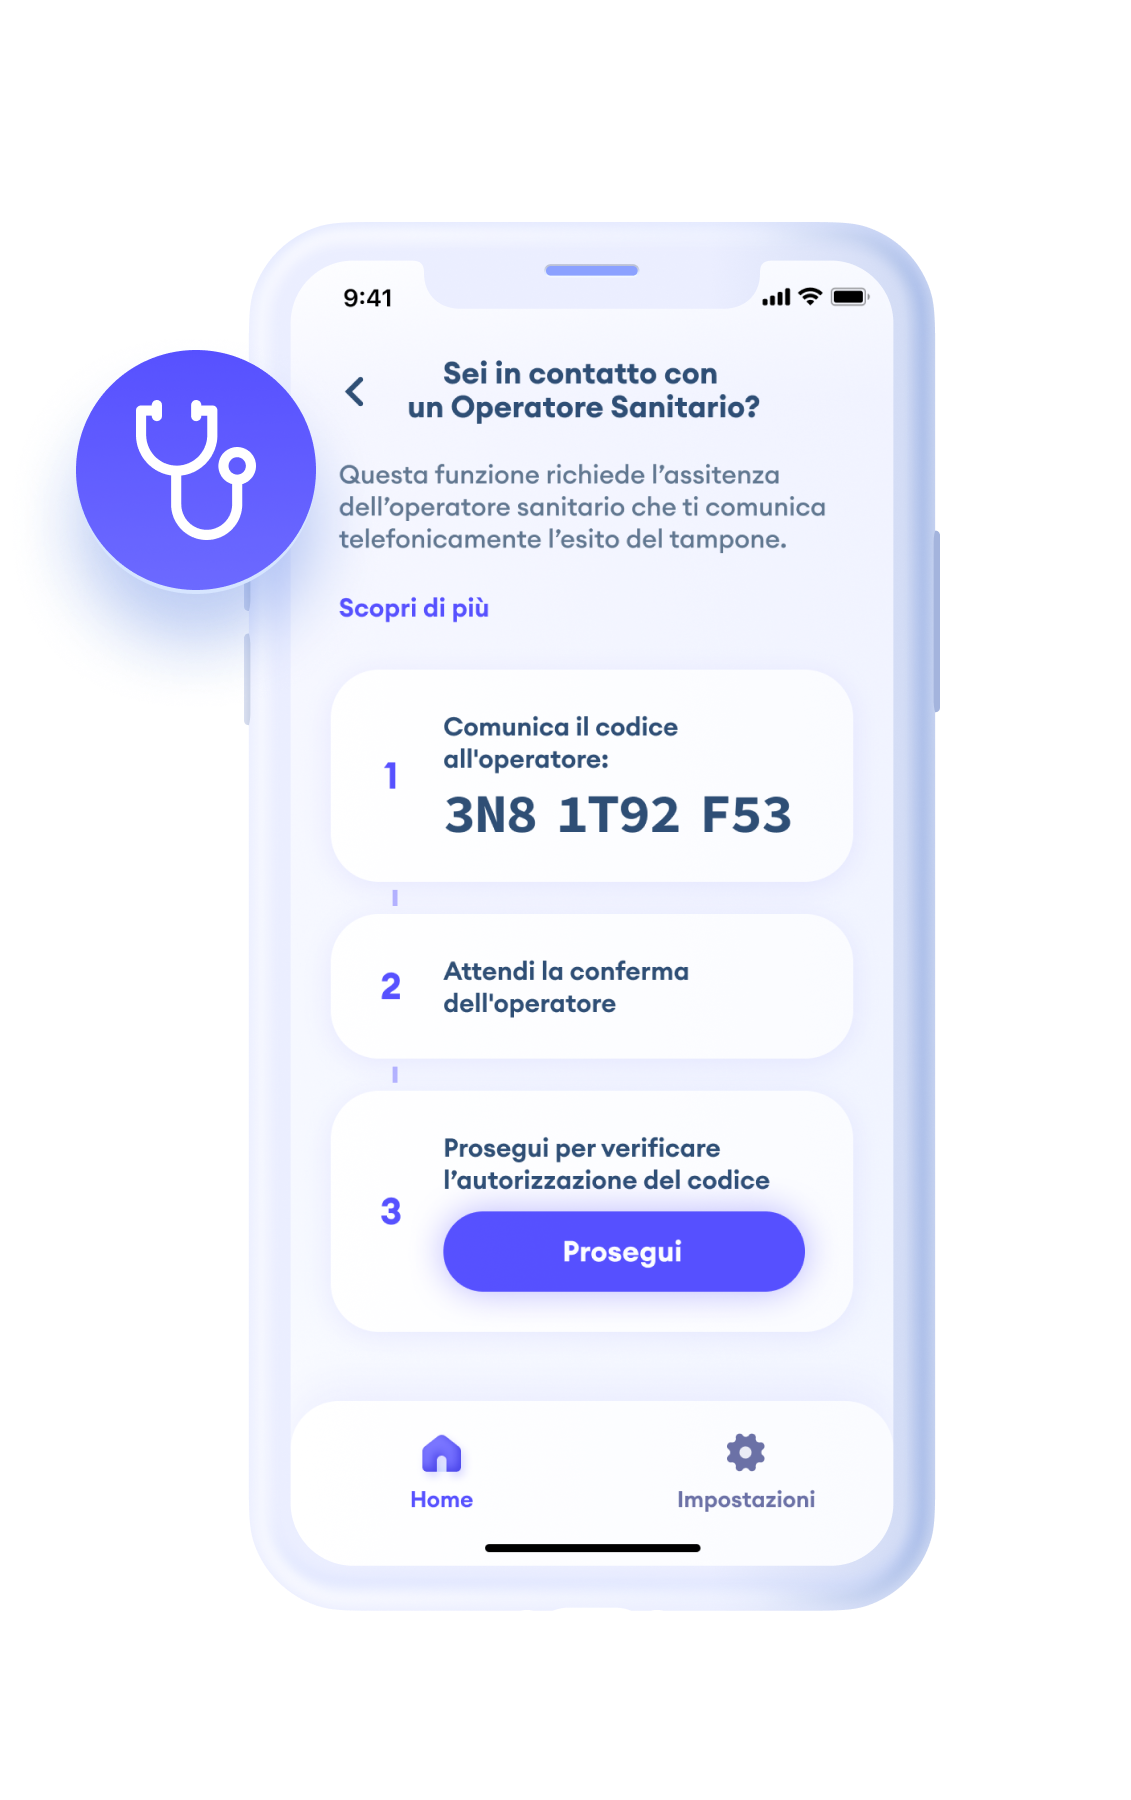 9:41
Sei in contatto con
un Operatore Sanitario?
Questa funzione richiede l’assitenza
dell’operatore sanitario che ti comunica
telefonicamente l’esito del tampone.
Scopri di più
1
Comunica il codice
all'operatore:
3N8 1T92 F53
2
Attendi la conferma
dell'operatore
3
Prosegui per verificare
l’autorizzazione del codice
Prosegui
Home
Impostazioni